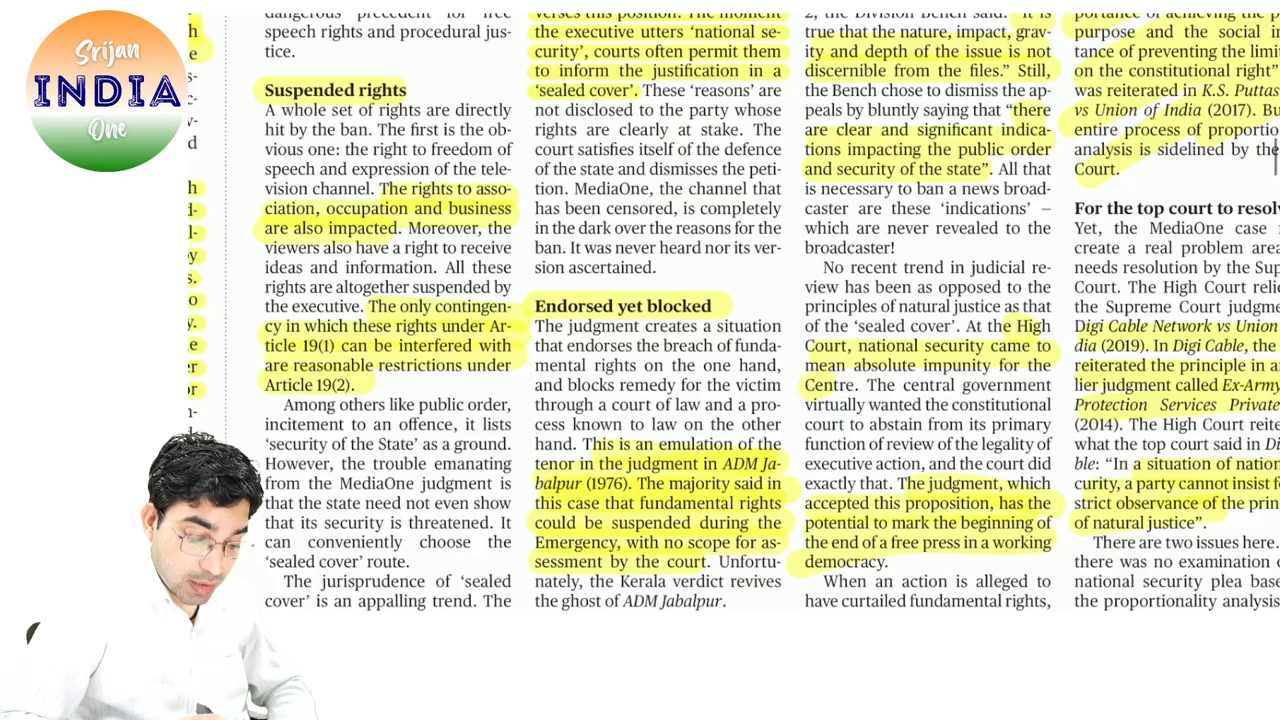 Srijan
INDIA
One
dangerous precedent for free
speech rights and procedural jus-
tice.
Suspended rights
A whole set of rights are directly
hit by the ban. The first is the ob-
vious one: the right to freedom of
speech and expression of the tele-
vision channel. The rights to asso-
ciation, occupation and business
are also impacted. Moreover, the
viewers also have a right to receive
ideas and information. All these
rights are altogether suspended by
the executive. The only contingen-
cy in which these rights under Ar-
ticle 19(1) can be interfered with
are reasonable restrictions under
Article 19(2).
Among others like public order,
incitement to an offence, it lists
‘security of the State’ as a ground.
However, the trouble emanating
from the MediaOne judgment is
that the state need not even show
that its security is threatened. It
can conveniently choose the
‘sealed cover’ route.
The jurisprudence of ‘sealed
cover’ is an appalling trend. The
verses this position. The moment
the executive utters ‘national se-
curity’, courts often permit them
to inform the justification in a
‘sealed cover’. These ‘reasons’ are
not disclosed to the party whose
rights are clearly at stake. The
court satisfies itself of the defence
of the state and dismisses the peti-
tion. MediaOne, the channel that
has been censored, is completely
in the dark over the reasons for the
ban. It was never heard nor its ver-
sion ascertained.
Endorsed yet blocked
The judgment creates a situation
that endorses the breach of funda-
mental rights on the one hand,
and blocks remedy for the victim
through a court of law and a pro-
cess known to law on the other
hand. This is an emulation of the
tenor in the judgment in ADM Ja-
balpur (1976). The majority said in
this case that fundamental rights
could be suspended during the
Emergency, with no scope for as-
sessment by the court. Unfortu-
nately, the Kerala verdict revives
the ghost of ADM Jabalpur.
2, the Division Bench said: “It is
true that the nature, impact, grav-
ity and depth of the issue is not
discernible from the files.” Still,
the Bench chose to dismiss the ap-
peals by bluntly saying that “there
are clear and significant indica-
tions impacting the public order
and security of the state”. All that
is necessary to ban a news broad-
caster are these ‘indications’ –
which are never revealed to the
broadcaster!
No recent trend in judicial re-
view has been as opposed to the
principles of natural justice as that
of the ‘sealed cover’. At the High
Court, national security came to
mean absolute impunity for the
Centre. The central government
virtually wanted the constitutional
court to abstain from its primary
function of review of the legality of
executive action, and the court did
exactly that. The judgment, which
accepted this proposition, has the
potential to mark the beginning of
the end of a free press in a working
democracy.
When an action is alleged to
have curtailed fundamental rights,
portance of achieving the p
purpose and the social im
tance of preventing the limi
on the constitutional right”
was reiterated in K.S. Puttas
vs Union of India (2017). Bu
entire process of proportio
analysis is sidelined by the
Court.
For the top court to resolv
Yet, the MediaOne case
create a real problem area
needs resolution by the Sup
Court. The High Court relie
the Supreme Court judgme
Digi Cable Network vs Union
dia (2019). In Digi Cable, the
reiterated the principle in a
lier judgment called Ex-Army
Protection Services Private
(2014). The High Court reite
what the top court said in Di
ble: “In a situation of nation
curity, a party cannot insist fo
strict observance of the prin
of natural justice”.
There are two issues here.
there was no examination o
national security plea base
the proportionality analysis